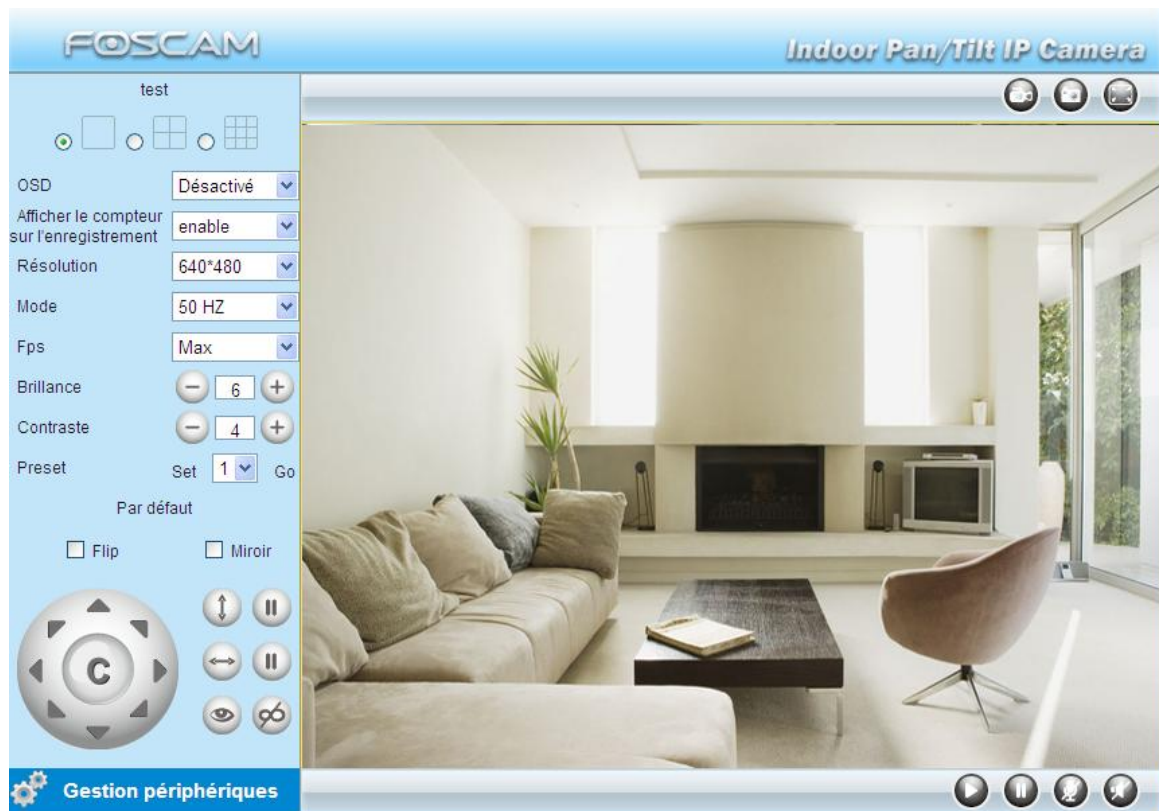 FOSCAM
Indoor Pan/Tilt IP Camera
test
OSD
Désactivé
Afficher le compteur
sur l'enregistrement
enable
Résolution
640*480
Mode
50 HZ
Fps
Max
Brillance
6
Contraste
4
Preset
Set
1
Go
Par défaut
Flip
Miroir
C
Gestion périphériques